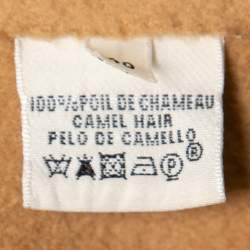 100% POIL DE CHAMEAU
CAMEL HAIR
PELO DE CAMELLO
P ®